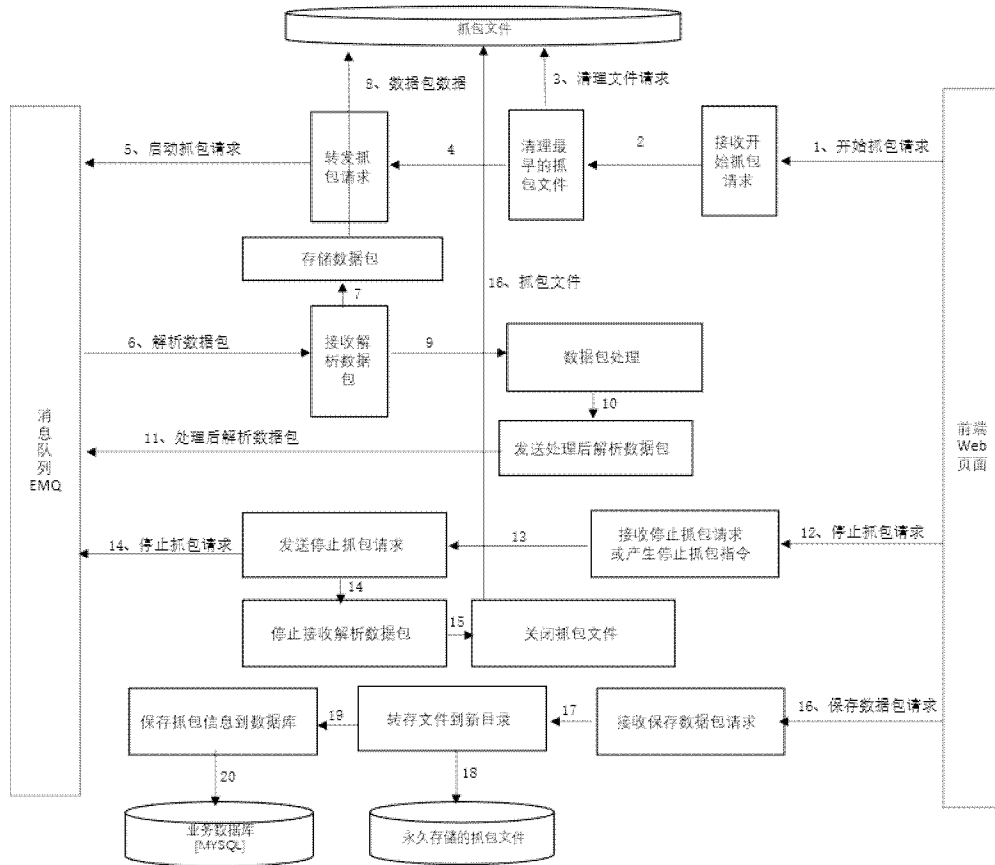 抓包文件
8、数据包数据
3、清理文件请求
5、启动抓包请求
转发抓
包请求
4
清理最
早的抓
包文件
2
接收开
始抓包
请求
1、开始抓包请求
存储数据包
7
16、抓包文件
6、解析数据包
接收解
析数据
包
9
数据包处理
10
11、处理后解析数据包
发送处理后解析数据包
消
息
队
列
EMQ
前端
Web
页面
14、停止抓包请求
发送停止抓包请求
13
接收停止抓包请求
或产生停止抓包指令
12、停止抓包请求
14
停止接收解析数据包
15
关闭抓包文件
保存抓包信息到数据库
19
转存文件到新目录
17
接收保存数据包请求
16、保存数据包请求
20
18
业务数据库
[MYSQL]
永久存储的抓包文件